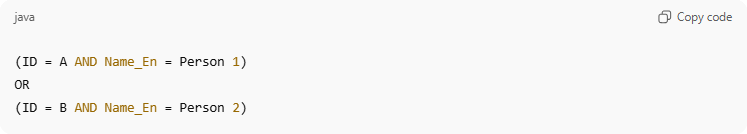 java Copy code
(ID = A AND Name_En = Person 1)
OR
(ID = B AND Name_En = Person 2)